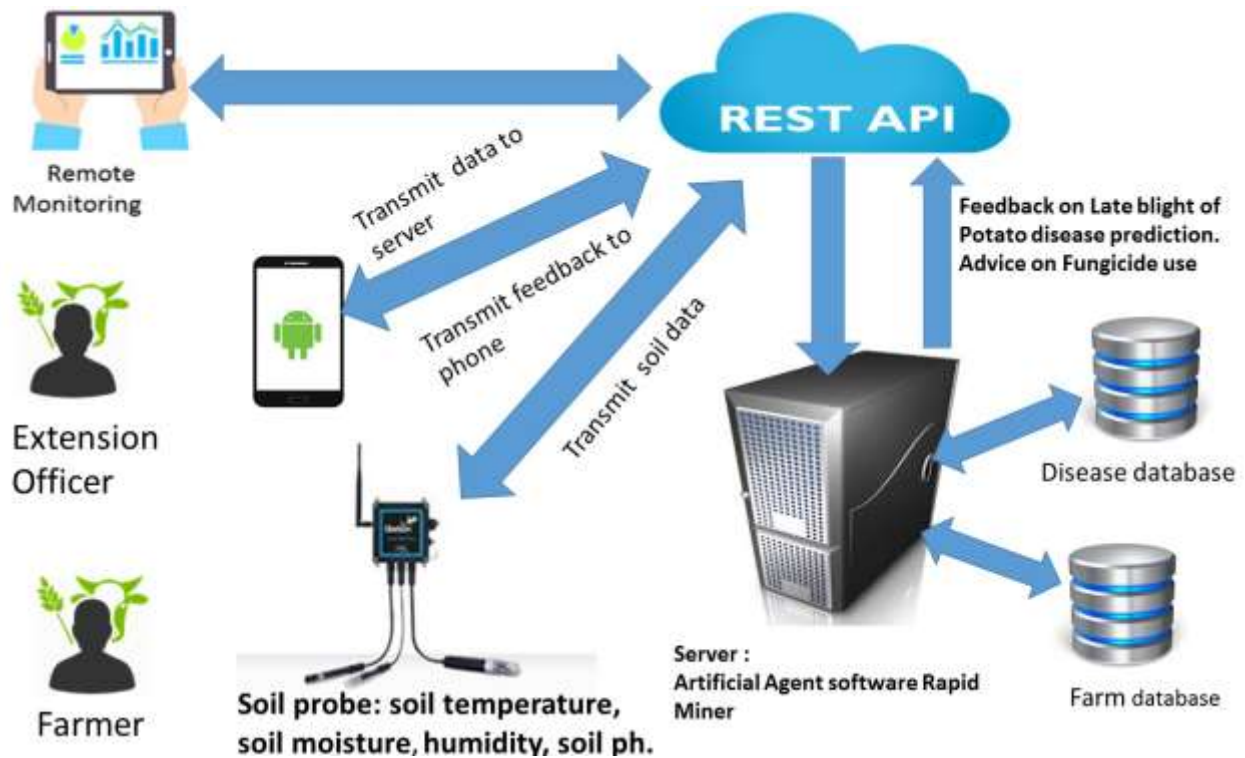 REST API
Remote
Monitoring
Transmit data to
server
Transmit feedback to
phone
Transmit soil data
Feedback on Late blight of
Potato disease prediction.
Advice on Fungicide use
Extension
Officer
Disease database
Farmer
Soil probe: soil temperature,
soil moisture, humidity, soil ph.
Server :
Artificial Agent software Rapid
Miner
Farm database